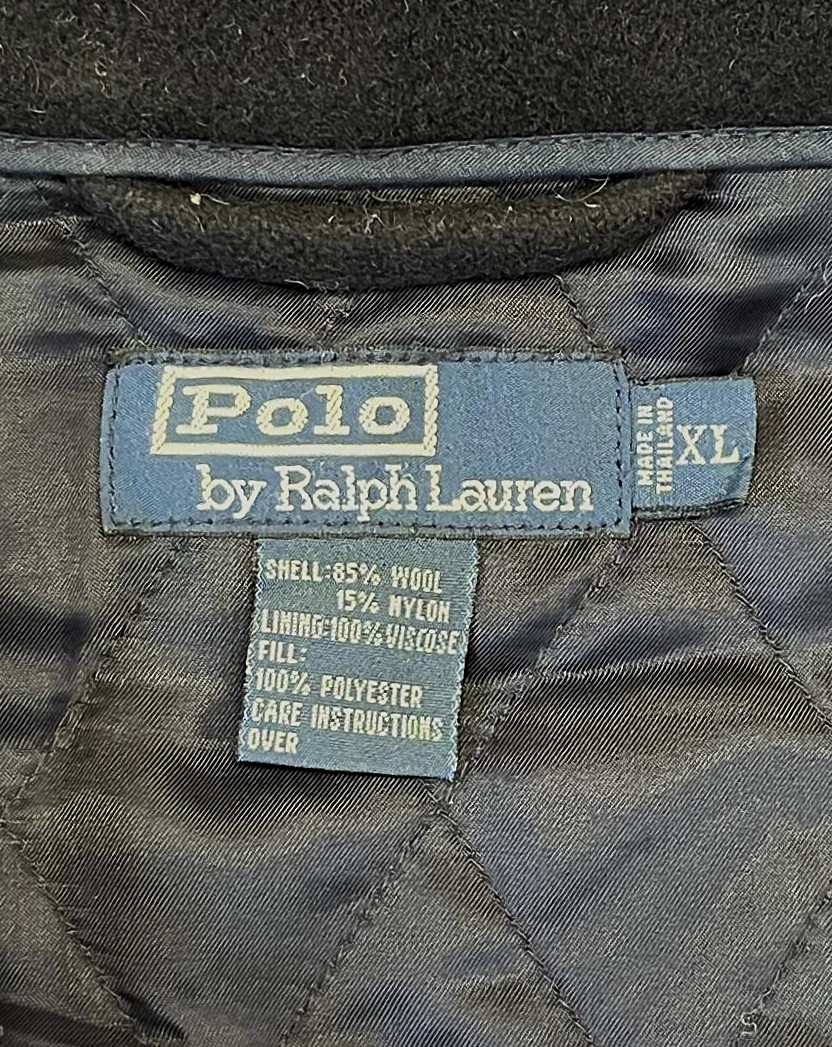 Polo
by Ralph Lauren
MADE IN
THAILAND
XL
SHELL:85% WOOL
15% NYLON
LINING:100% VISCOSE
FILL:
100% POLYESTER
CARE INSTRUCTIONS
OVER